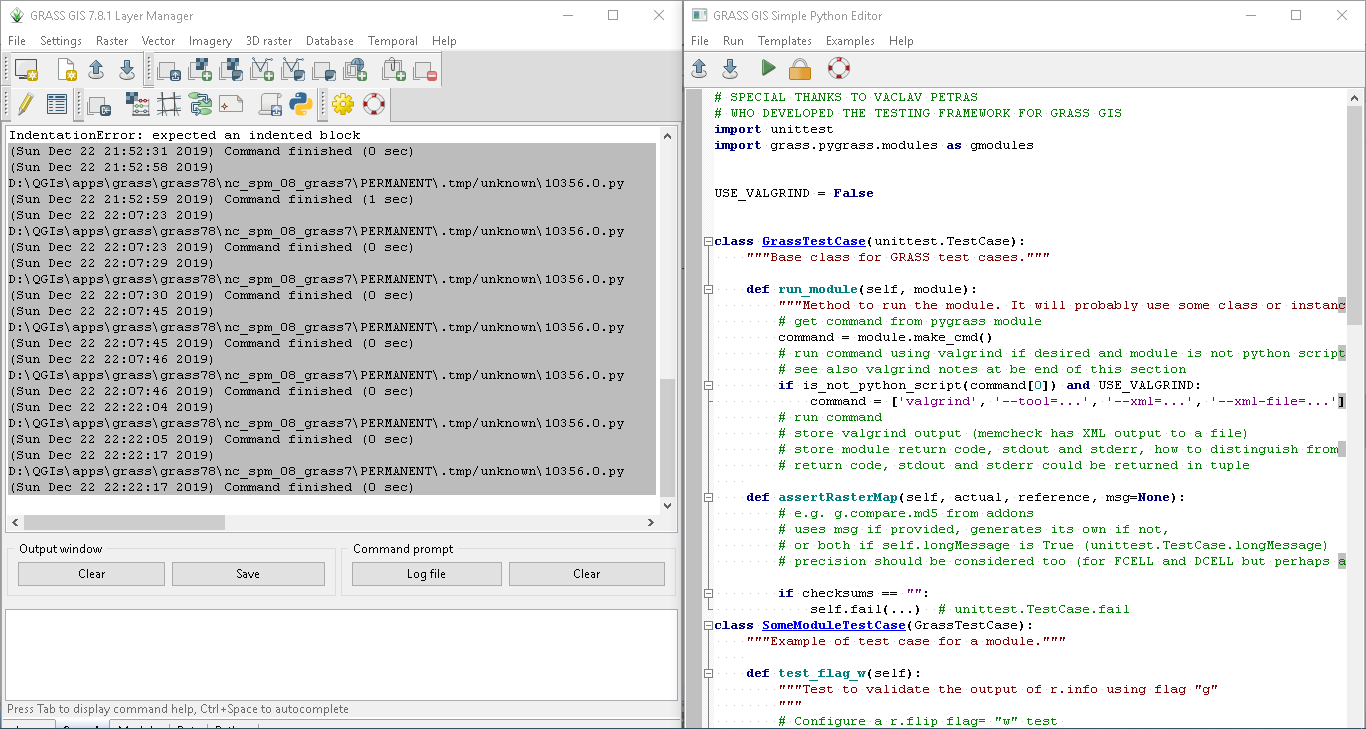 GRASS GIS 7.8.1 Layer Manager
File Settings Raster Vector Imagery 3D raster Database Temporal Help
IndentationError: expected an indented block
(Sun Dec 22 21:52:31 2019) Command finished (0 sec)
(Sun Dec 22 21:52:58 2019)
D:\QGIs\apps\grass\grass78\nc_spm_08_grass7\PERMANENT\.tmp/unknown\10356.0.py
(Sun Dec 22 21:52:59 2019) Command finished (1 sec)
(Sun Dec 22 22:07:23 2019)
D:\QGIs\apps\grass\grass78\nc_spm_08_grass7\PERMANENT\.tmp/unknown\10356.0.py
(Sun Dec 22 22:07:23 2019) Command finished (0 sec)
(Sun Dec 22 22:07:29 2019)
D:\QGIs\apps\grass\grass78\nc_spm_08_grass7\PERMANENT\.tmp/unknown\10356.0.py
(Sun Dec 22 22:07:30 2019) Command finished (0 sec)
(Sun Dec 22 22:07:45 2019)
D:\QGIs\apps\grass\grass78\nc_spm_08_grass7\PERMANENT\.tmp/unknown\10356.0.py
(Sun Dec 22 22:07:45 2019) Command finished (0 sec)
(Sun Dec 22 22:07:46 2019)
D:\QGIs\apps\grass\grass78\nc_spm_08_grass7\PERMANENT\.tmp/unknown\10356.0.py
(Sun Dec 22 22:07:46 2019) Command finished (0 sec)
(Sun Dec 22 22:22:04 2019)
D:\QGIs\apps\grass\grass78\nc_spm_08_grass7\PERMANENT\.tmp/unknown\10356.0.py
(Sun Dec 22 22:22:05 2019) Command finished (0 sec)
(Sun Dec 22 22:22:17 2019)
D:\QGIs\apps\grass\grass78\nc_spm_08_grass7\PERMANENT\.tmp/unknown\10356.0.py
(Sun Dec 22 22:22:17 2019) Command finished (0 sec)
Output window
Clear Save
Command prompt
Log file Clear
Press Tab to display command help, Ctrl+Space to autocomplete
GRASS GIS Simple Python Editor
File Run Templates Examples Help
# SPECIAL THANKS TO VACLAV PETRAS
# WHO DEVELOPED THE TESTING FRAMEWORK FOR GRASS GIS
import unittest
import grass.pygrass.modules as gmodules
USE_VALGRIND = False
class GrassTestCase(unittest.TestCase):
"""Base class for GRASS test cases."""
def run_module(self, module):
"""Method to run the module. It will probably use some class or instanc
# get command from pygrass module
command = module.make_cmd()
# run command using valgrind if desired and module is not python script
# see also valgrind notes at be end of this section
if is_not_python_script(command[0]) and USE_VALGRIND:
command = ['valgrind', '--tool=...', '--xml=...', '--xml-file=...']
# run command
# store valgrind output (memcheck has XML output to a file)
# store module return code, stdout and stderr, how to distinguish from
# return code, stdout and stderr could be returned in tuple
def assertRasterMap(self, actual, reference, msg=None):
# e.g. g.compare.md5 from addons
# uses msg if provided, generates its own if not,
# or both if self.longMessage is True (unittest.TestCase.longMessage)
# precision should be considered too (for FCELL and DCELL but perhaps a
if checksums == "":
self.fail(...) # unittest.TestCase.fail
class SomeModuleTestCase(GrassTestCase):
"""Example of test case for a module."""
def test_flag_w(self):
"""Test to validate the output of r.info using flag "g"
"""
# Configure a r.flip flag= "w" test